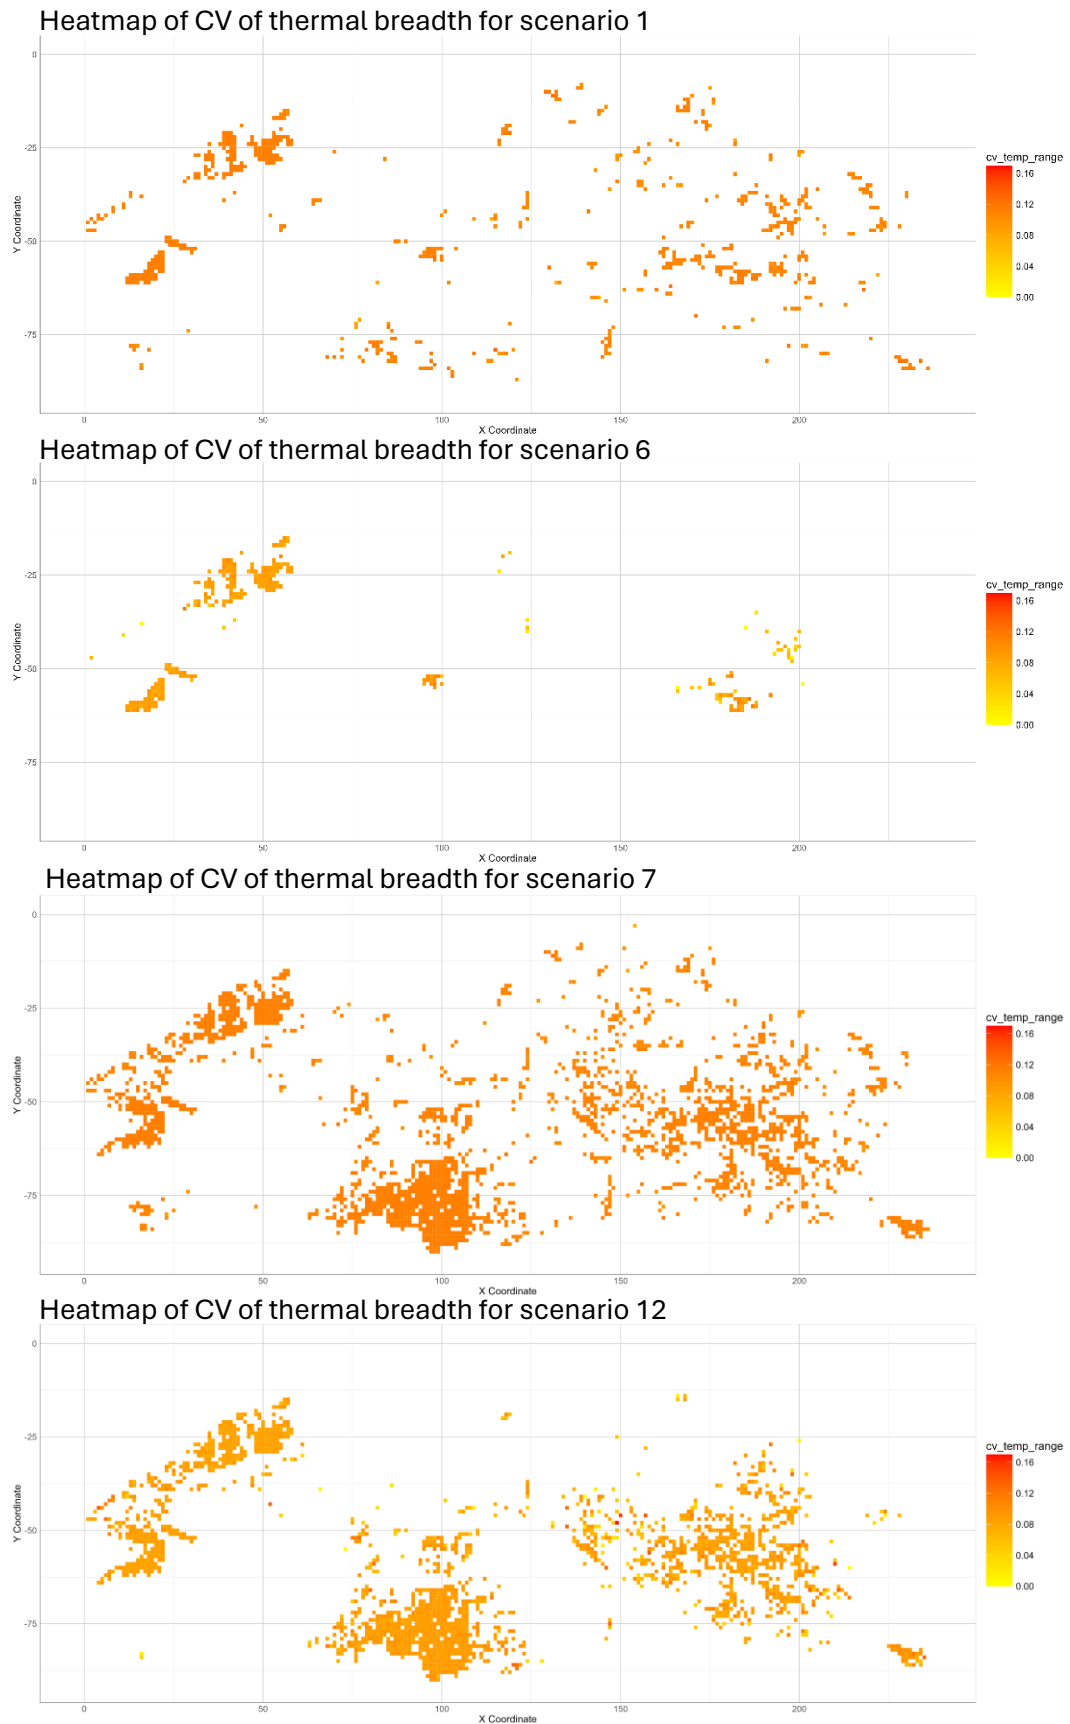 Heatmap of CV of thermal breadth for scenario 1
0
-25
-50
-75
Y Coordinate
0 50 100 150 200
X Coordinate
cv_temp_range
0.16
0.12
0.08
0.04
0.00
Heatmap of CV of thermal breadth for scenario 6
0
-25
-50
-75
Y Coordinate
0 50 100 150 200
X Coordinate
cv_temp_range
0.16
0.12
0.08
0.04
0.00
Heatmap of CV of thermal breadth for scenario 7
0
-25
-50
-75
Y Coordinate
0 50 100 150 200
X Coordinate
cv_temp_range
0.16
0.12
0.08
0.04
0.00
Heatmap of CV of thermal breadth for scenario 12
0
-25
-50
-75
Y Coordinate
0 50 100 150 200
X Coordinate
cv_temp_range
0.16
0.12
0.08
0.04
0.00